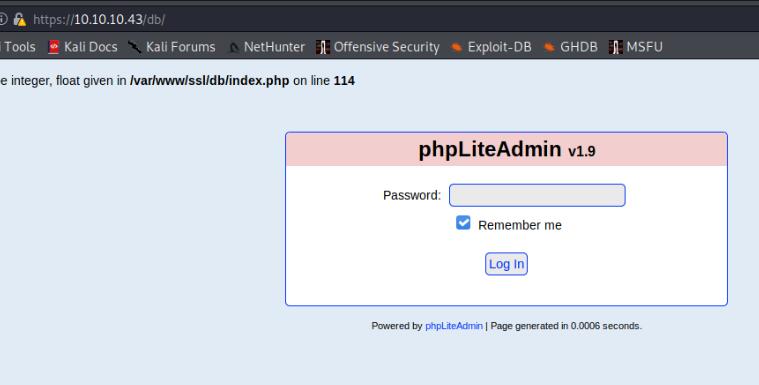 https://10.10.10.43/db/
Tools Kali Docs Kali Forums NetHunter Offensive Security Exploit-DB GHDB MSFU
e integer, float given in /var/www/ssl/db/index.php on line 114
phpLiteAdmin v1.9
Password:
Remember me
Log In
Powered by phpLiteAdmin | Page generated in 0.0006 seconds.